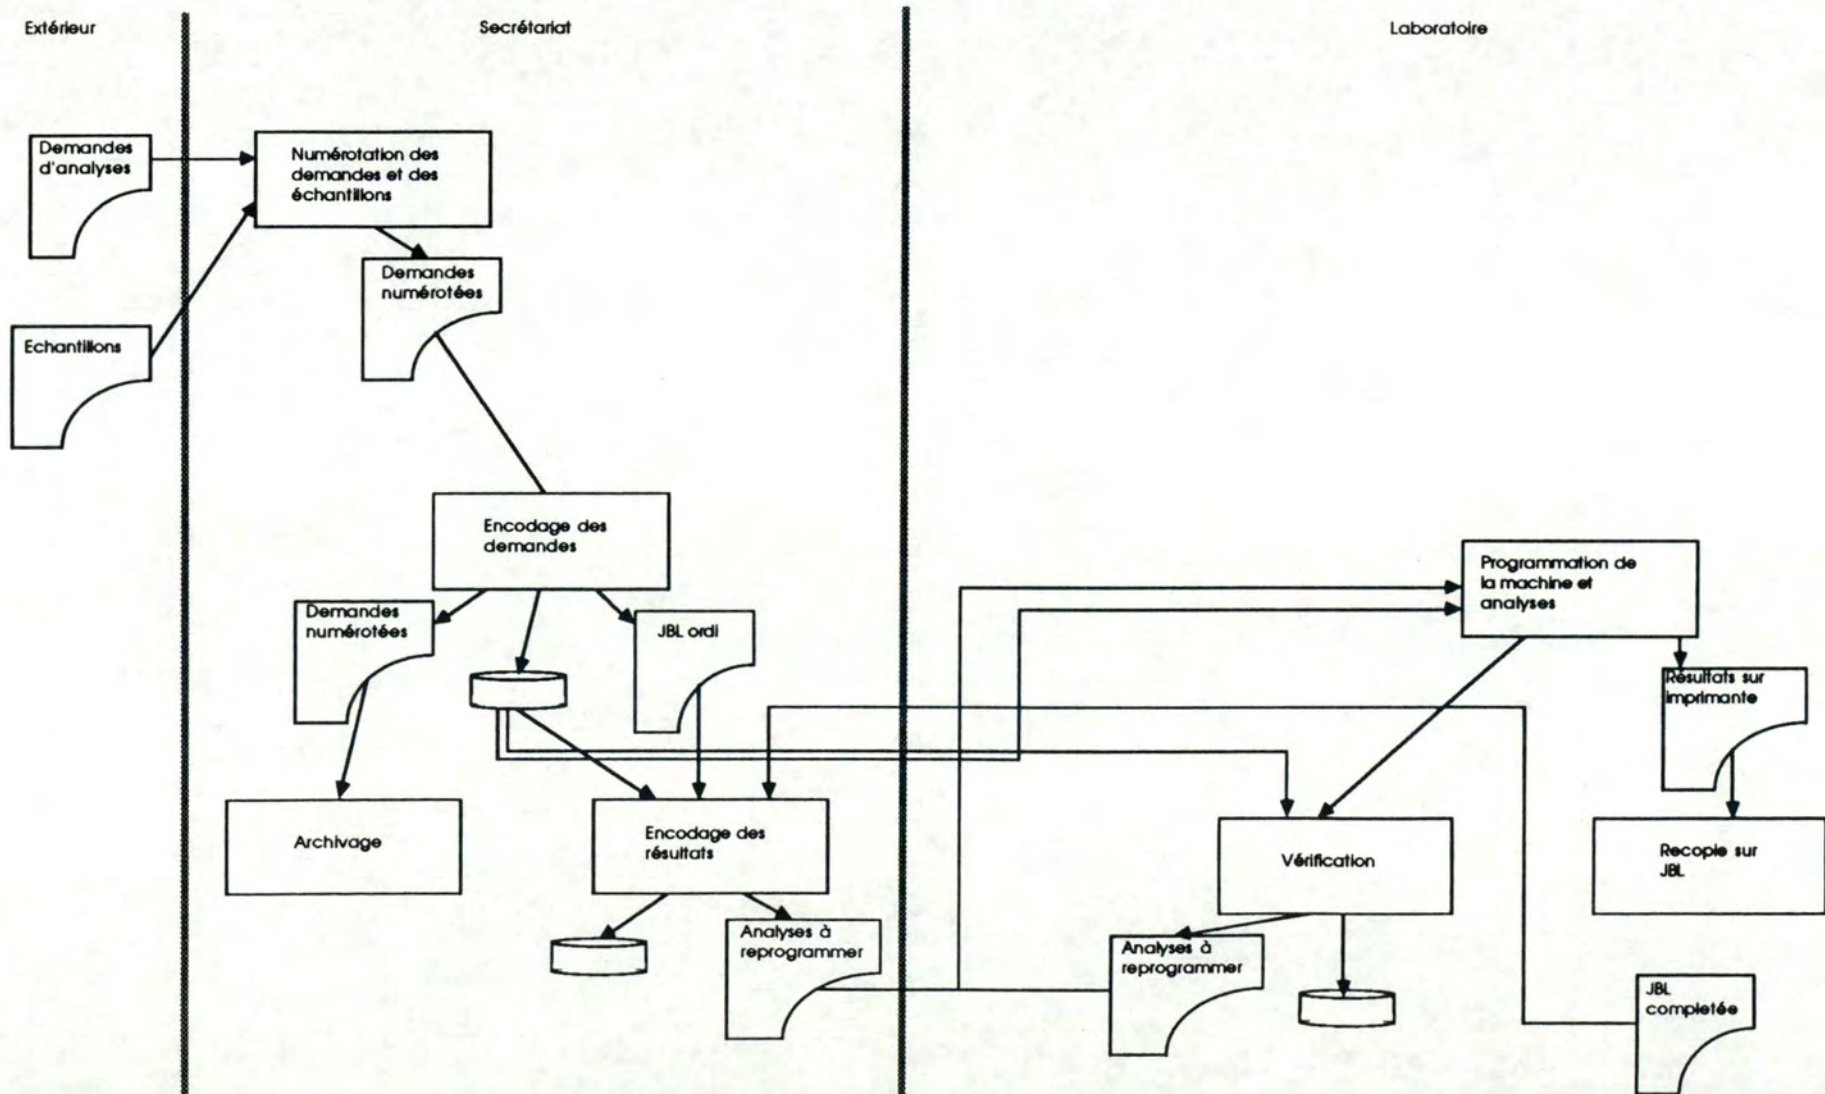 Extérieur
Secrétariat
Laboratoire
Demandes
d'analyses
Numérotation des
demandes et des
échantillons
Demandes
numérotées
Echantillons
Encodage des
demandes
Programmation de
la machine et
analyses
Demandes
numérotées
JBL ordi
Résultats sur
imprimante
Archivage
Encodage des
résultats
Vérification
Recopie sur
JBL
Analyses à
reprogrammer
Analyses à
reprogrammer
JBL
completée